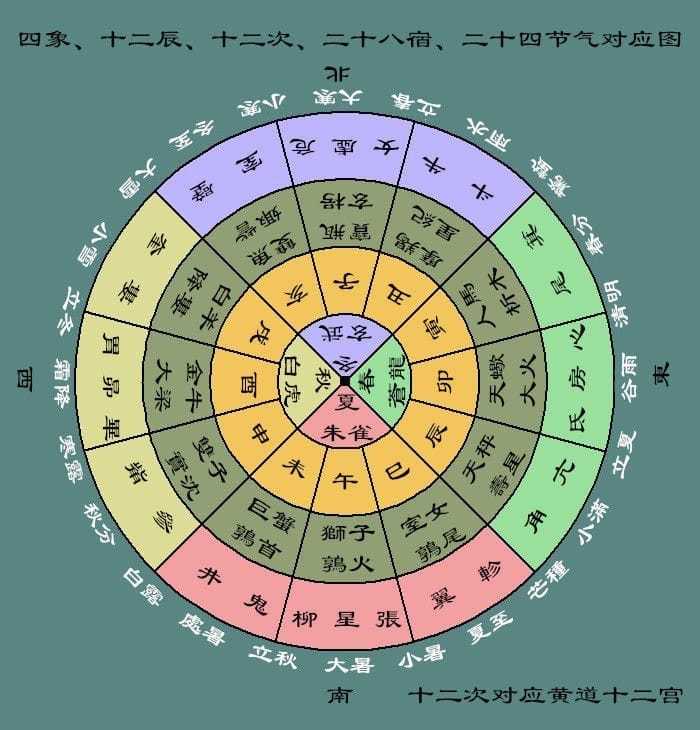 四象、十二辰、十二次、二十八宿、二十四节气对应图
北
大寒
立春
雨水
驚蟄
春分
清明
谷雨
立夏
小滿
芒種
夏至
小暑
大暑
立秋
處暑
白露
秋分
寒露
霜降
立冬
小雪
大雪
冬至
小寒
東
西
女虛危
斗牛
尾箕
氐房心
角亢
翼軫
柳星張
井鬼
觜參
胃卯畢
奎婁
室壁
玄枵
寶瓶
星紀
摩羯
析木
人馬
天蠍
大火
天秤
壽星
室女
鶉尾
獅子
鶉火
巨蟹
鶉首
雙子
實沈
金牛
大梁
白羊
降婁
娵訾
雙魚
子
丑
寅
卯
辰
巳
午
未
申
酉
戌
亥
玄武
冬
春
蒼龍
夏
朱雀
秋
白虎
南
十二次对应黄道十二宫